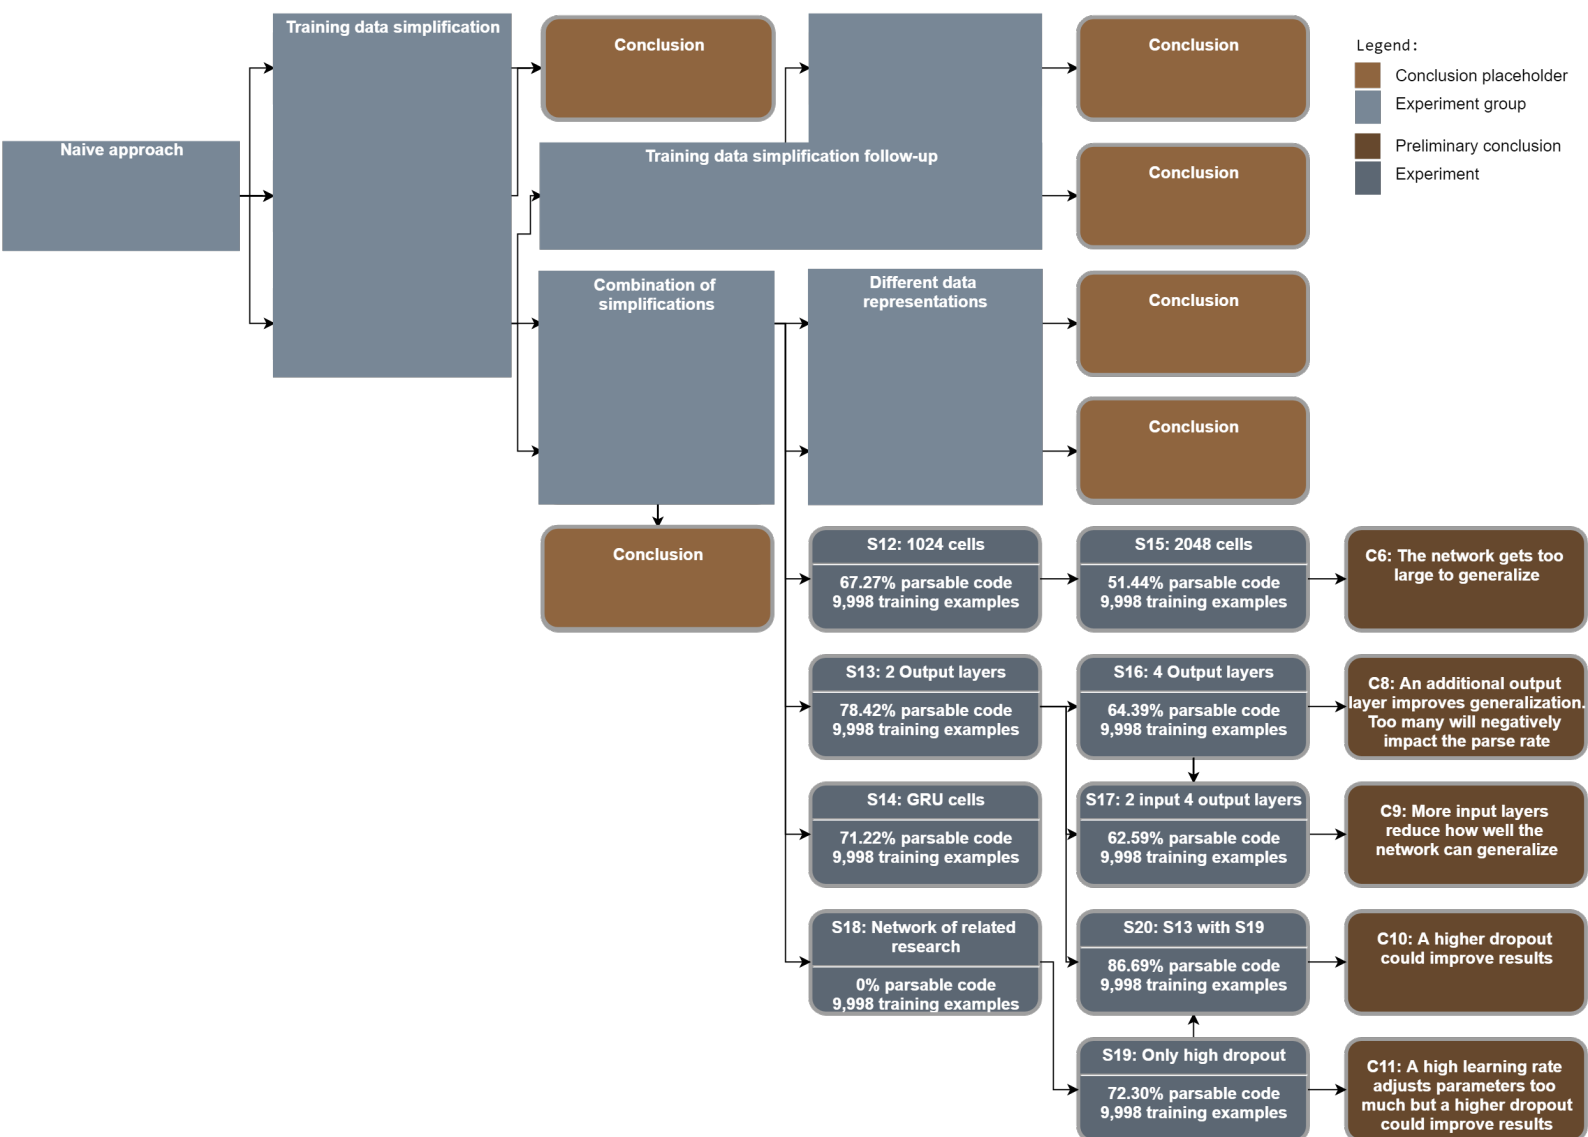 Training data simplification
Conclusion
Conclusion
Legend:
Conclusion placeholder
Experiment group
Preliminary conclusion
Experiment
Naive approach
Training data simplification follow-up
Conclusion
Combination of
simplifications
Different data
representations
Conclusion
Conclusion
Conclusion
S12: 1024 cells
67.27% parsable code
9,998 training examples
S15: 2048 cells
51.44% parsable code
9,998 training examples
C6: The network gets too
large to generalize
S13: 2 Output layers
78.42% parsable code
9,998 training examples
S16: 4 Output layers
64.39% parsable code
9,998 training examples
C8: An additional output
layer improves generalization.
Too many will negatively
impact the parse rate
S14: GRU cells
71.22% parsable code
9,998 training examples
S17: 2 input 4 output layers
62.59% parsable code
9,998 training examples
C9: More input layers
reduce how well the
network can generalize
S18: Network of related
research
0% parsable code
9,998 training examples
S20: S13 with S19
86.69% parsable code
9,998 training examples
C10: A higher dropout
could improve results
S19: Only high dropout
72.30% parsable code
9,998 training examples
C11: A high learning rate
adjusts parameters too
much but a higher dropout
could improve results